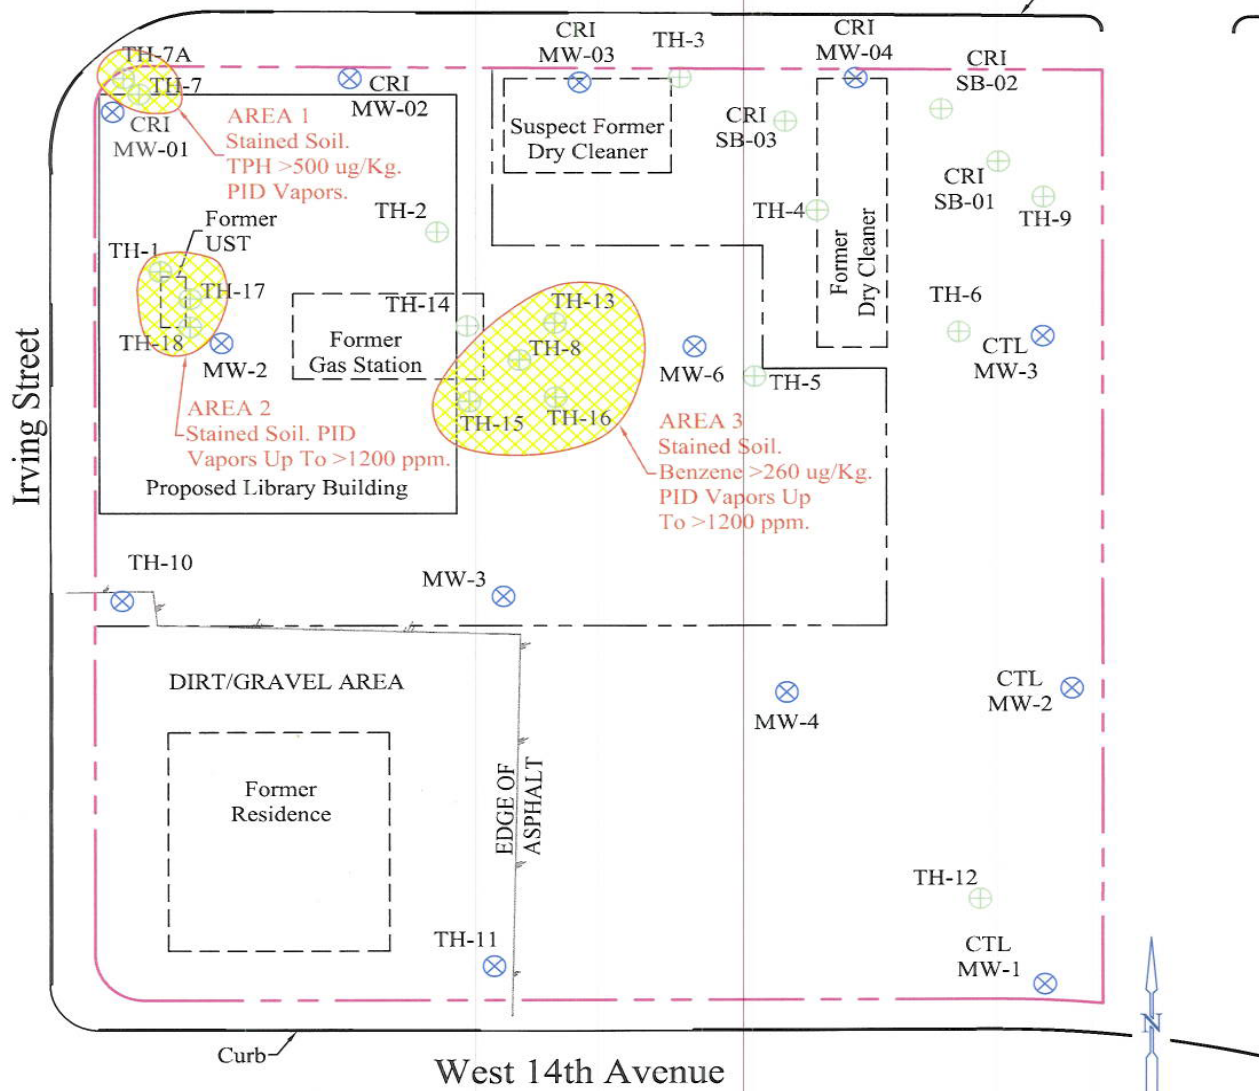 CRI
MW-03
TH-3
CRI
MW-04
CRI
SB-02
TH-7A
TH-7
CRI
MW-02
CRI
MW-01
AREA 1
Stained Soil.
TPH >500 ug/Kg.
PID Vapors.
Suspect Former
Dry Cleaner
CRI
SB-03
CRI
SB-01
TH-9
TH-2
TH-4
Former
UST
TH-1
TH-17
TH-18
MW-2
Former
Dry Cleaner
TH-14
Former
Gas Station
TH-13
TH-8
TH-15
TH-16
MW-6
TH-5
TH-6
CTL
MW-3
AREA 2
Stained Soil. PID
Vapors Up To >1200 ppm.
AREA 3
Stained Soil.
Benzene >260 ug/Kg.
PID Vapors Up
To >1200 ppm.
Proposed Library Building
Irving Street
TH-10
MW-3
DIRT/GRAVEL AREA
MW-4
CTL
MW-2
Former
Residence
EDGE OF
ASPHALT
TH-12
TH-11
CTL
MW-1
N
Curb
West 14th Avenue